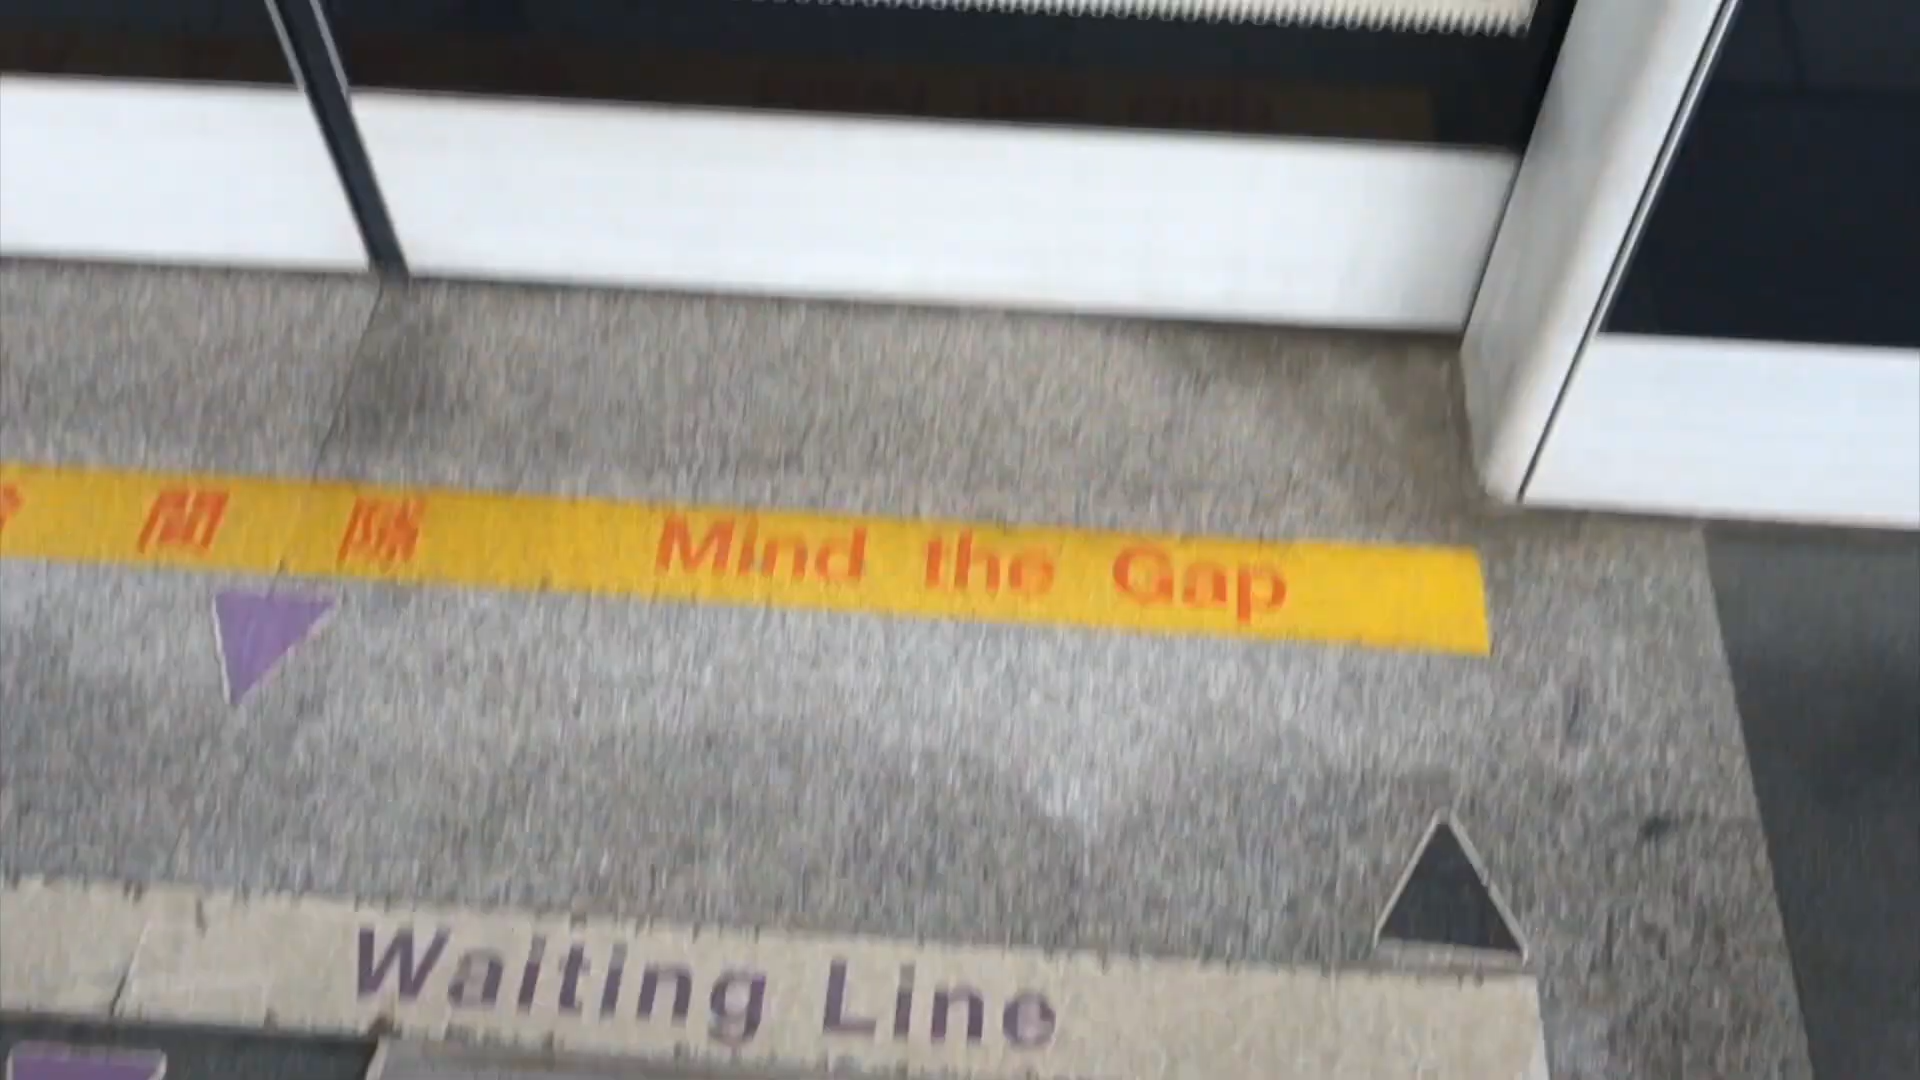 間隙 Mind the Gap
Waiting Line